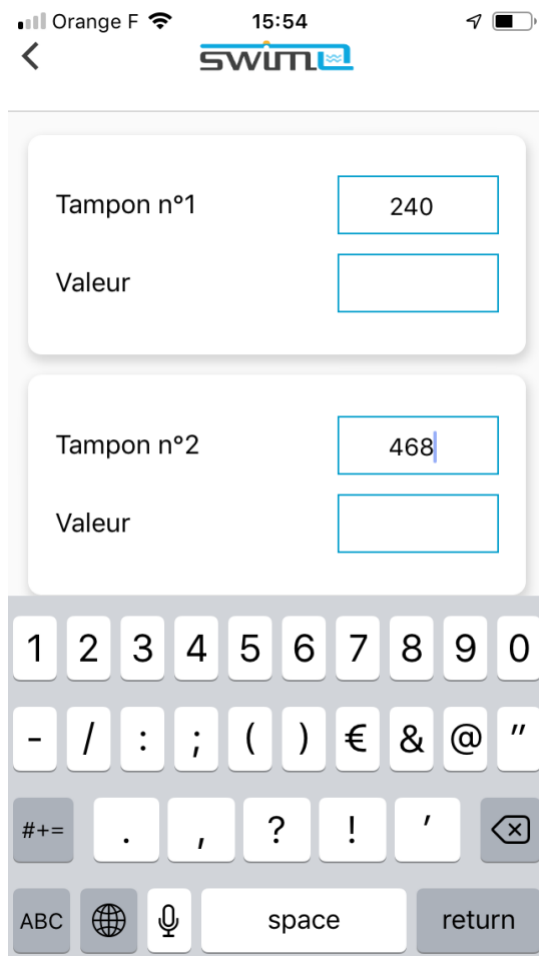 Orange F 15:54
swim
Tampon n°1 240
Valeur
Tampon n°2 468
Valeur
1 2 3 4 5 6 7 8 9 0
- / : ; ( ) € & @ "
#+= . , ? ! '
ABC space return